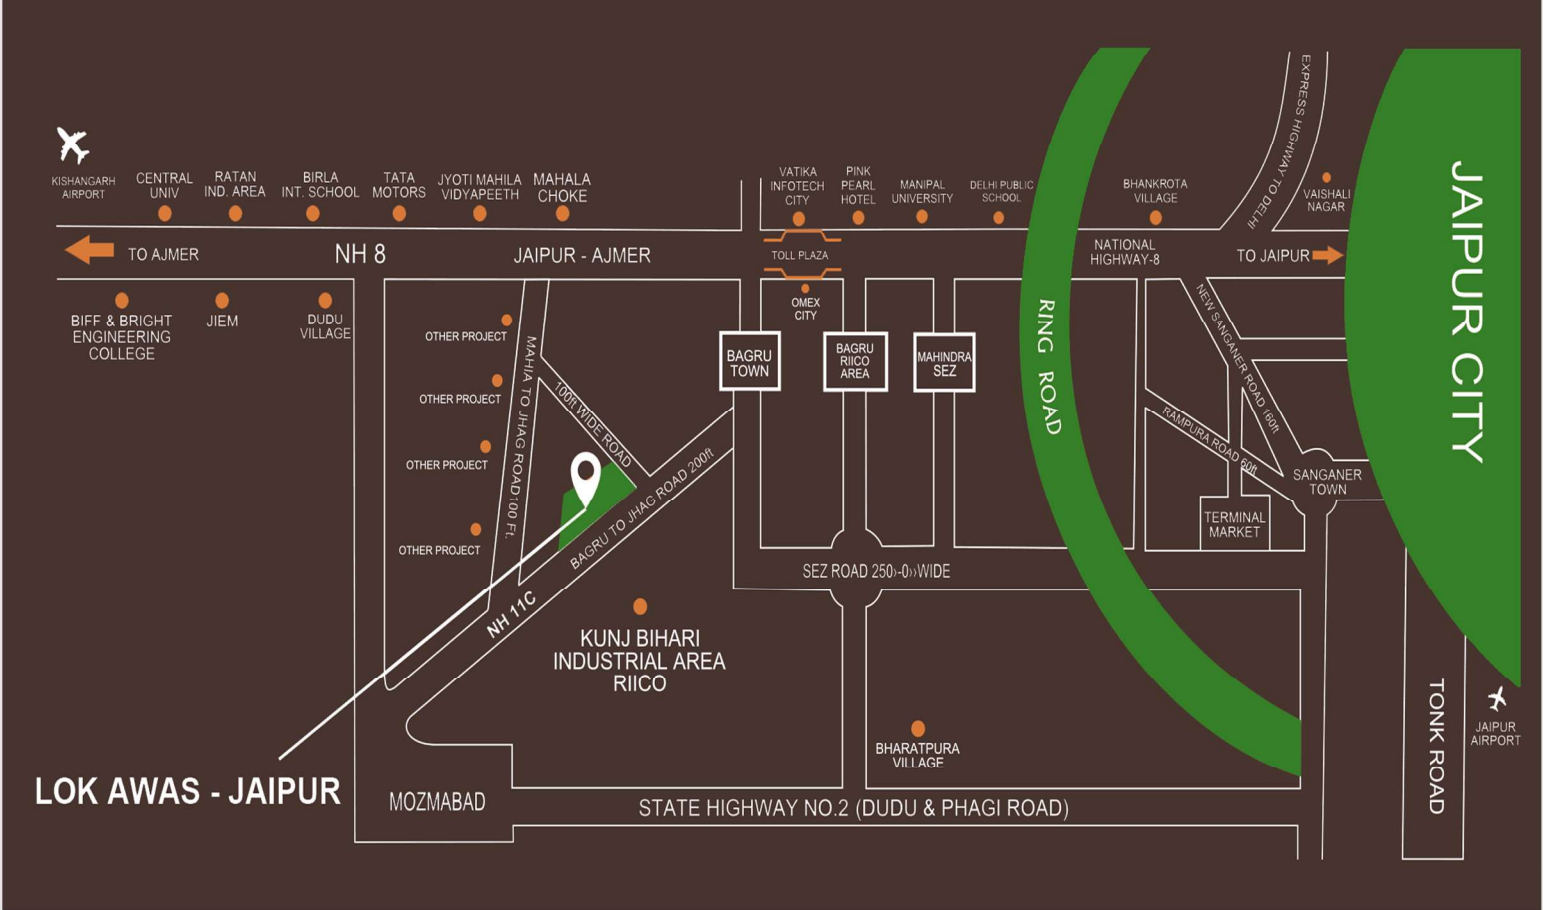 EXPRESS HIGHWAY TO DELHI
JAIPUR CITY
KISHANGARH
AIRPORT
CENTRAL
UNIV
RATAN
IND. AREA
BIRLA
INT. SCHOOL
TATA
MOTORS
JYOTI MAHILA
VIDYAPEETH
MAHALA
CHOKE
VATIKA
INFOTECH
CITY
PINK
PEARL
HOTEL
MANIPAL
UNIVERSITY
DELHI PUBLIC
SCHOOL
BHANKROTA
VILLAGE
VAISHALI
NAGAR
TO AJMER
NH 8
JAIPUR - AJMER
TOLL PLAZA
NATIONAL
HIGHWAY-8
TO JAIPUR
BIFF & BRIGHT
ENGINEERING
COLLEGE
JIEM
DUDU
VILLAGE
OMEX
CITY
OTHER PROJECT
OTHER PROJECT
OTHER PROJECT
OTHER PROJECT
MAHIA TO JHAG ROAD100 Ft.
100ft WIDE ROAD
BAGRU TO JHAG ROAD 200ft
NH 11C
BAGRU
TOWN
BAGRU
RIICO
AREA
MAHINDRA
SEZ
RING ROAD
NEW SANGANER ROAD 160ft
RAMPURA ROAD 60ft
SANGANER
TOWN
TERMINAL
MARKET
SEZ ROAD 250›-0››WIDE
KUNJ BIHARI
INDUSTRIAL AREA
RIICO
BHARATPURA
VILLAGE
TONK ROAD
JAIPUR
AIRPORT
LOK AWAS - JAIPUR
MOZMABAD
STATE HIGHWAY NO.2 (DUDU & PHAGI ROAD)